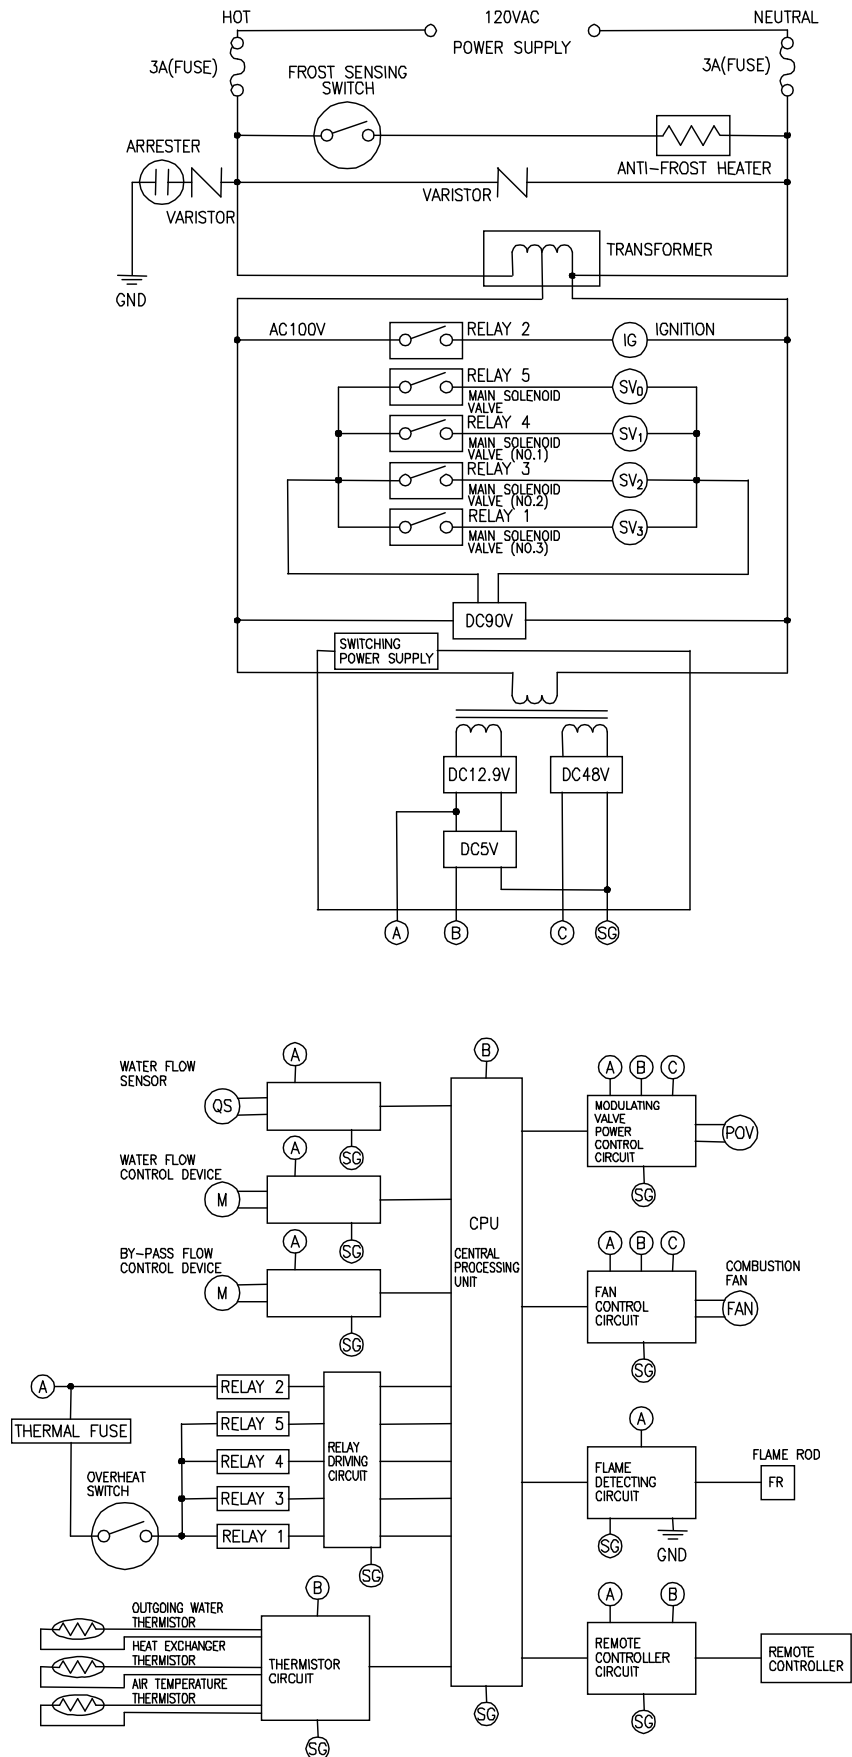 HOT
120VAC
NEUTRAL
POWER SUPPLY
3A(FUSE)
3A(FUSE)
FROST SENSING
SWITCH
ARRESTER
ANTI-FROST HEATER
VARISTOR
VARISTOR
TRANSFORMER
GND
AC100V
RELAY 2
IG
IGNITION
RELAY 5
SV0
MAIN SOLENOID
VALVE
RELAY 4
SV1
MAIN SOLENOID
VALVE (NO.1)
RELAY 3
SV2
MAIN SOLENOID
VALVE (NO.2)
RELAY 1
SV3
MAIN SOLENOID
VALVE (NO.3)
DC90V
SWITCHING
POWER SUPPLY
DC12.9V
DC48V
DC5V
A
B
C
SG
WATER FLOW
SENSOR
A
QS
SG
WATER FLOW
CONTROL DEVICE
A
M
SG
BY-PASS FLOW
CONTROL DEVICE
A
M
SG
B
CPU
CENTRAL
PROCESSING
UNIT
SG
A
B
C
MODULATING
VALVE
POWER
CONTROL
CIRCUIT
POV
SG
A
B
C
FAN
CONTROL
CIRCUIT
COMBUSTION
FAN
FAN
SG
A
THERMAL FUSE
OVERHEAT
SWITCH
RELAY 2
RELAY 5
RELAY 4
RELAY 3
RELAY 1
RELAY
DRIVING
CIRCUIT
SG
A
FLAME
DETECTING
CIRCUIT
FLAME ROD
FR
SG
GND
B
OUTGOING WATER
THERMISTOR
HEAT EXCHANGER
THERMISTOR
AIR TEMPERATURE
THERMISTOR
THERMISTOR
CIRCUIT
SG
A
B
REMOTE
CONTROLLER
CIRCUIT
REMOTE
CONTROLLER
SG